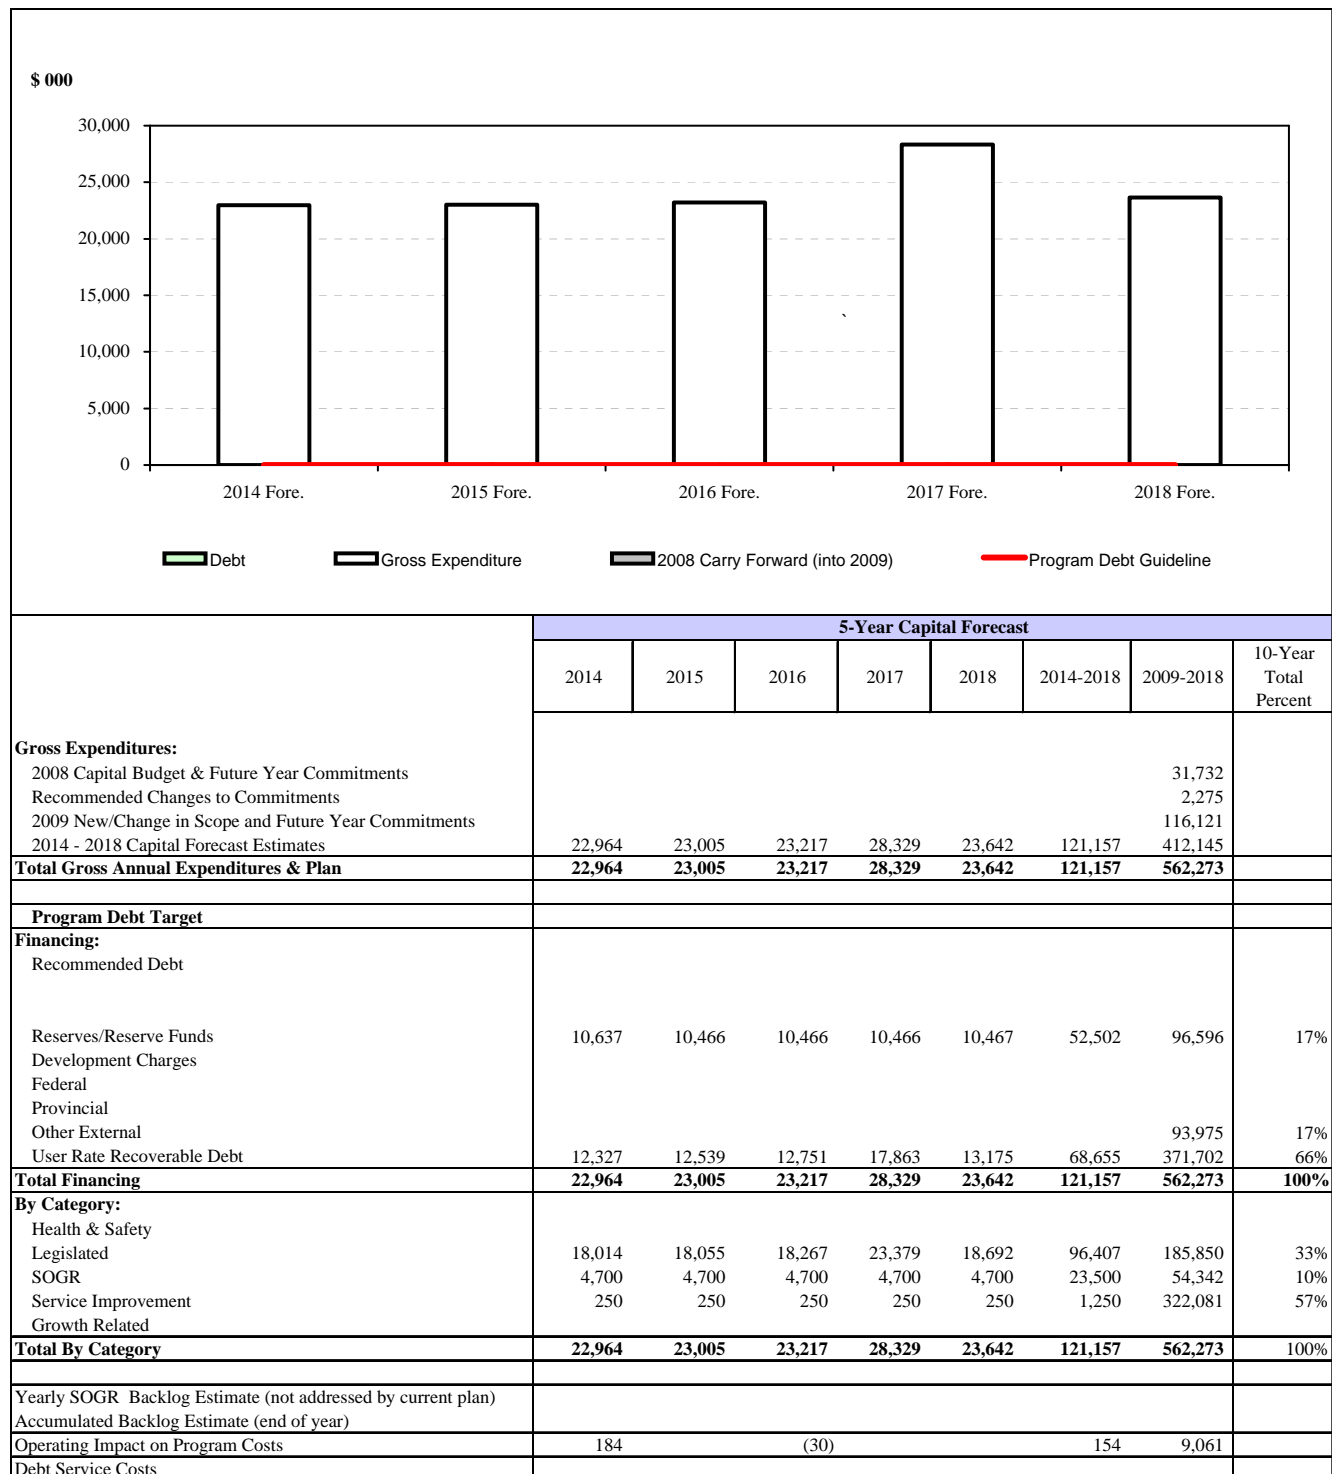 $ 000
30,000
25,000
20,000
15,000
10,000
5,000
0
`
2014 Fore. 2015 Fore. 2016 Fore. 2017 Fore. 2018 Fore.
Debt Gross Expenditure 2008 Carry Forward (into 2009) Program Debt Guideline
5-Year Capital Forecast
2014 2015 2016 2017 2018 2014-2018 2009-2018 10-Year Total Percent
Gross Expenditures:
2008 Capital Budget & Future Year Commitments 31,732
Recommended Changes to Commitments 2,275
2009 New/Change in Scope and Future Year Commitments 116,121
2014 - 2018 Capital Forecast Estimates 22,964 23,005 23,217 28,329 23,642 121,157 412,145
Total Gross Annual Expenditures & Plan 22,964 23,005 23,217 28,329 23,642 121,157 562,273
Program Debt Target
Financing:
Recommended Debt
Reserves/Reserve Funds 10,637 10,466 10,466 10,466 10,467 52,502 96,596 17%
Development Charges
Federal
Provincial
Other External 93,975 17%
User Rate Recoverable Debt 12,327 12,539 12,751 17,863 13,175 68,655 371,702 66%
Total Financing 22,964 23,005 23,217 28,329 23,642 121,157 562,273 100%
By Category:
Health & Safety
Legislated 18,014 18,055 18,267 23,379 18,692 96,407 185,850 33%
SOGR 4,700 4,700 4,700 4,700 4,700 23,500 54,342 10%
Service Improvement 250 250 250 250 250 1,250 322,081 57%
Growth Related
Total By Category 22,964 23,005 23,217 28,329 23,642 121,157 562,273 100%
Yearly SOGR Backlog Estimate (not addressed by current plan)
Accumulated Backlog Estimate (end of year)
Operating Impact on Program Costs 184 (30) 154 9,061
Debt Service Costs